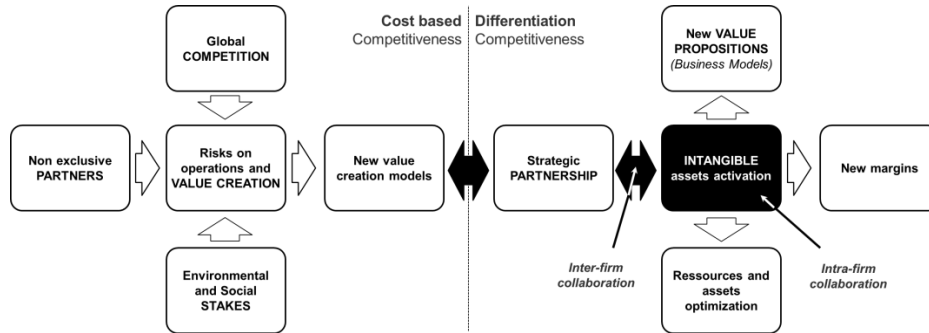 Cost based
Competitiveness
Differentiation
Competitiveness
Global
COMPETITION
New VALUE
PROPOSITIONS
(Business Models)
Non exclusive
PARTNERS
Risks on
operations and
VALUE CREATION
New value
creation models
Strategic
PARTNERSHIP
INTANGIBLE
assets activation
New margins
Environmental
and Social
STAKES
Inter-firm
collaboration
Ressources and
assets
optimization
Intra-firm
collaboration